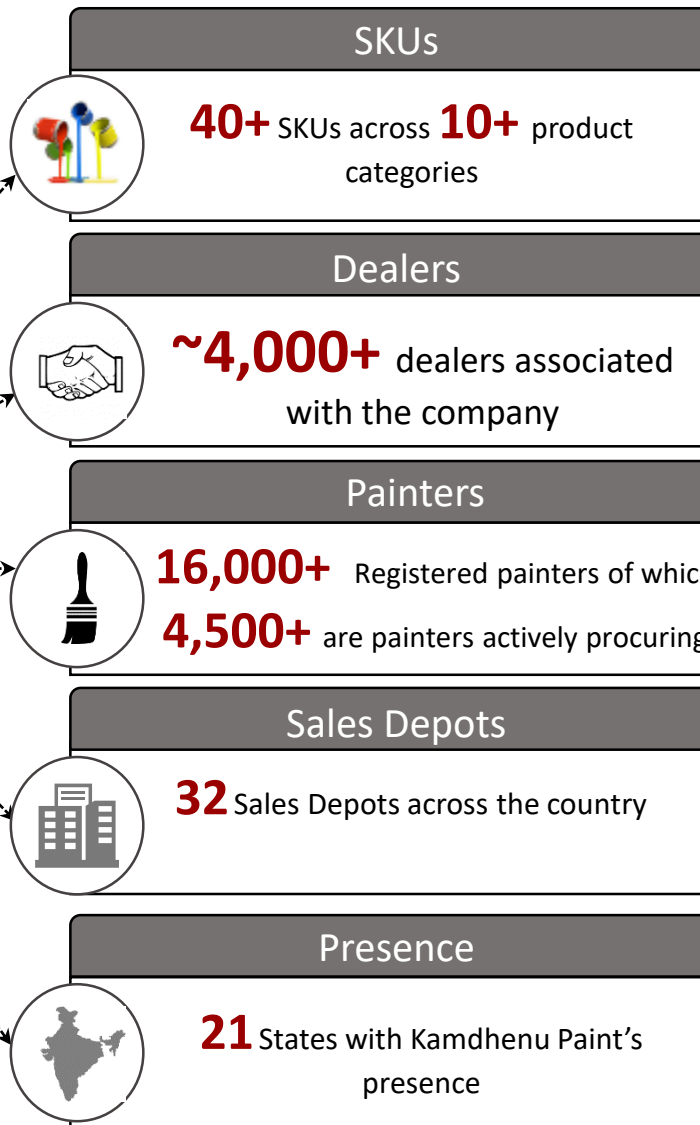 SKUs
40+ SKUs across 10+ product
categories
Dealers
~4,000+ dealers associated
with the company
Painters
16,000+ Registered painters of whic
4,500+ are painters actively procuring
Sales Depots
32 Sales Depots across the country
Presence
21 States with Kamdhenu Paint's
presence